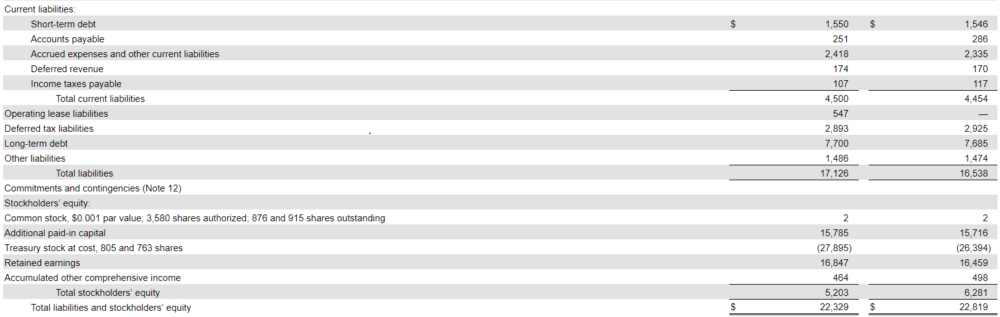 Current liabilities:
Short-term debt $ 1,550 $ 1,546
Accounts payable 251 286
Accrued expenses and other current liabilities 2,418 2,335
Deferred revenue 174 170
Income taxes payable 107 117
Total current liabilities 4,500 4,454
Operating lease liabilities 547 —
Deferred tax liabilities 2,893 2,925
Long-term debt 7,700 7,685
Other liabilities 1,486 1,474
Total liabilities 17,126 16,538
Commitments and contingencies (Note 12)
Stockholders' equity:
Common stock, $0.001 par value; 3,580 shares authorized; 876 and 915 shares outstanding 2 2
Additional paid-in capital 15,785 15,716
Treasury stock at cost, 805 and 763 shares (27,895) (26,394)
Retained earnings 16,847 16,459
Accumulated other comprehensive income 464 498
Total stockholders' equity 5,203 6,281
Total liabilities and stockholders' equity $ 22,329 $ 22,819